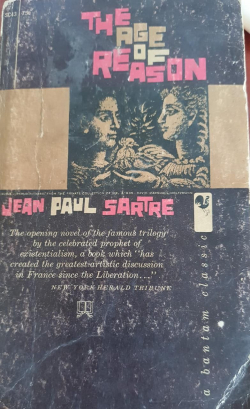 THE
AGE
OF
REASON
JEAN PAUL SARTRE
The opening novel of the famous trilogy
by the celebrated prophet of
existentialism, a book which "has
created the greatest artistic discussion
in France since the Liberation..."
NEW YORK HERALD TRIBUNE
a bantam classic